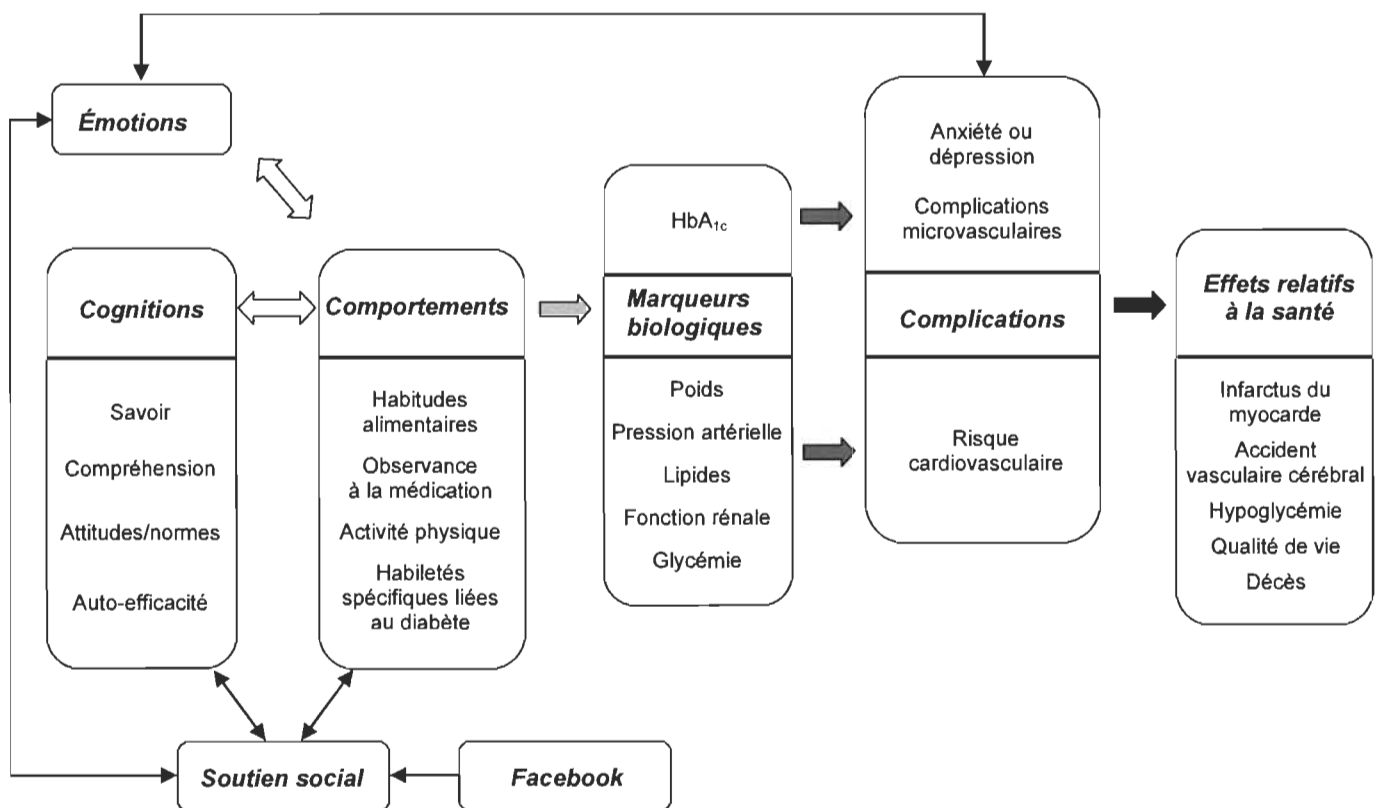 Émotions
Cognitions
Savoir
Compréhension
Attitudes/normes
Auto-efficacité
Comportements
Habitudes
alimentaires
Observance
à la médication
Activité physique
Habiletés
spécifiques liées
au diabète
HbA₁c
Marqueurs
biologiques
Poids
Pression artérielle
Lipides
Fonction rénale
Glycémie
Anxiété ou
dépression
Complications
microvasculaires
Complications
Risque
cardiovasculaire
Effets relatifs
à la santé
Infarctus du
myocarde
Accident
vasculaire cérébral
Hypoglycémie
Qualité de vie
Décès
Soutien social
Facebook